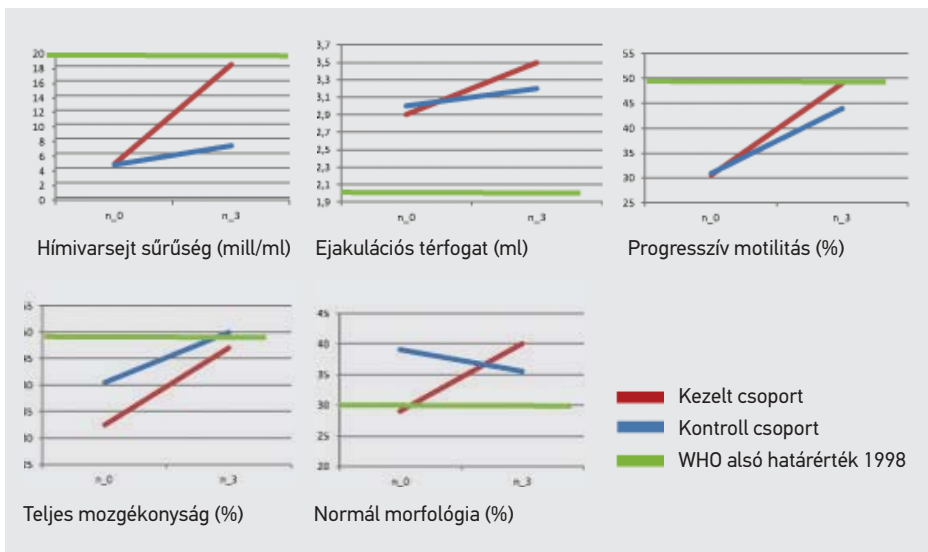 20
18
16
14
12
10
8
6
4
2
0
n_0 n_3
Hímivarsejt sűrűség (mill/ml)
3,7
3,5
3,3
3,1
2,9
2,7
2,5
2,3
2,1
1,9
n_0 n_3
Ejakulációs térfogat (ml)
55
50
45
40
35
30
25
n_0 n_3
Progresszív motilitás (%)
n_0 n_3
Teljes mozgékonyság (%)
45
40
35
30
25
20
n_0 n_3
Normál morfológia (%)
Kezelt csoport
Kontroll csoport
WHO alsó határérték 1998